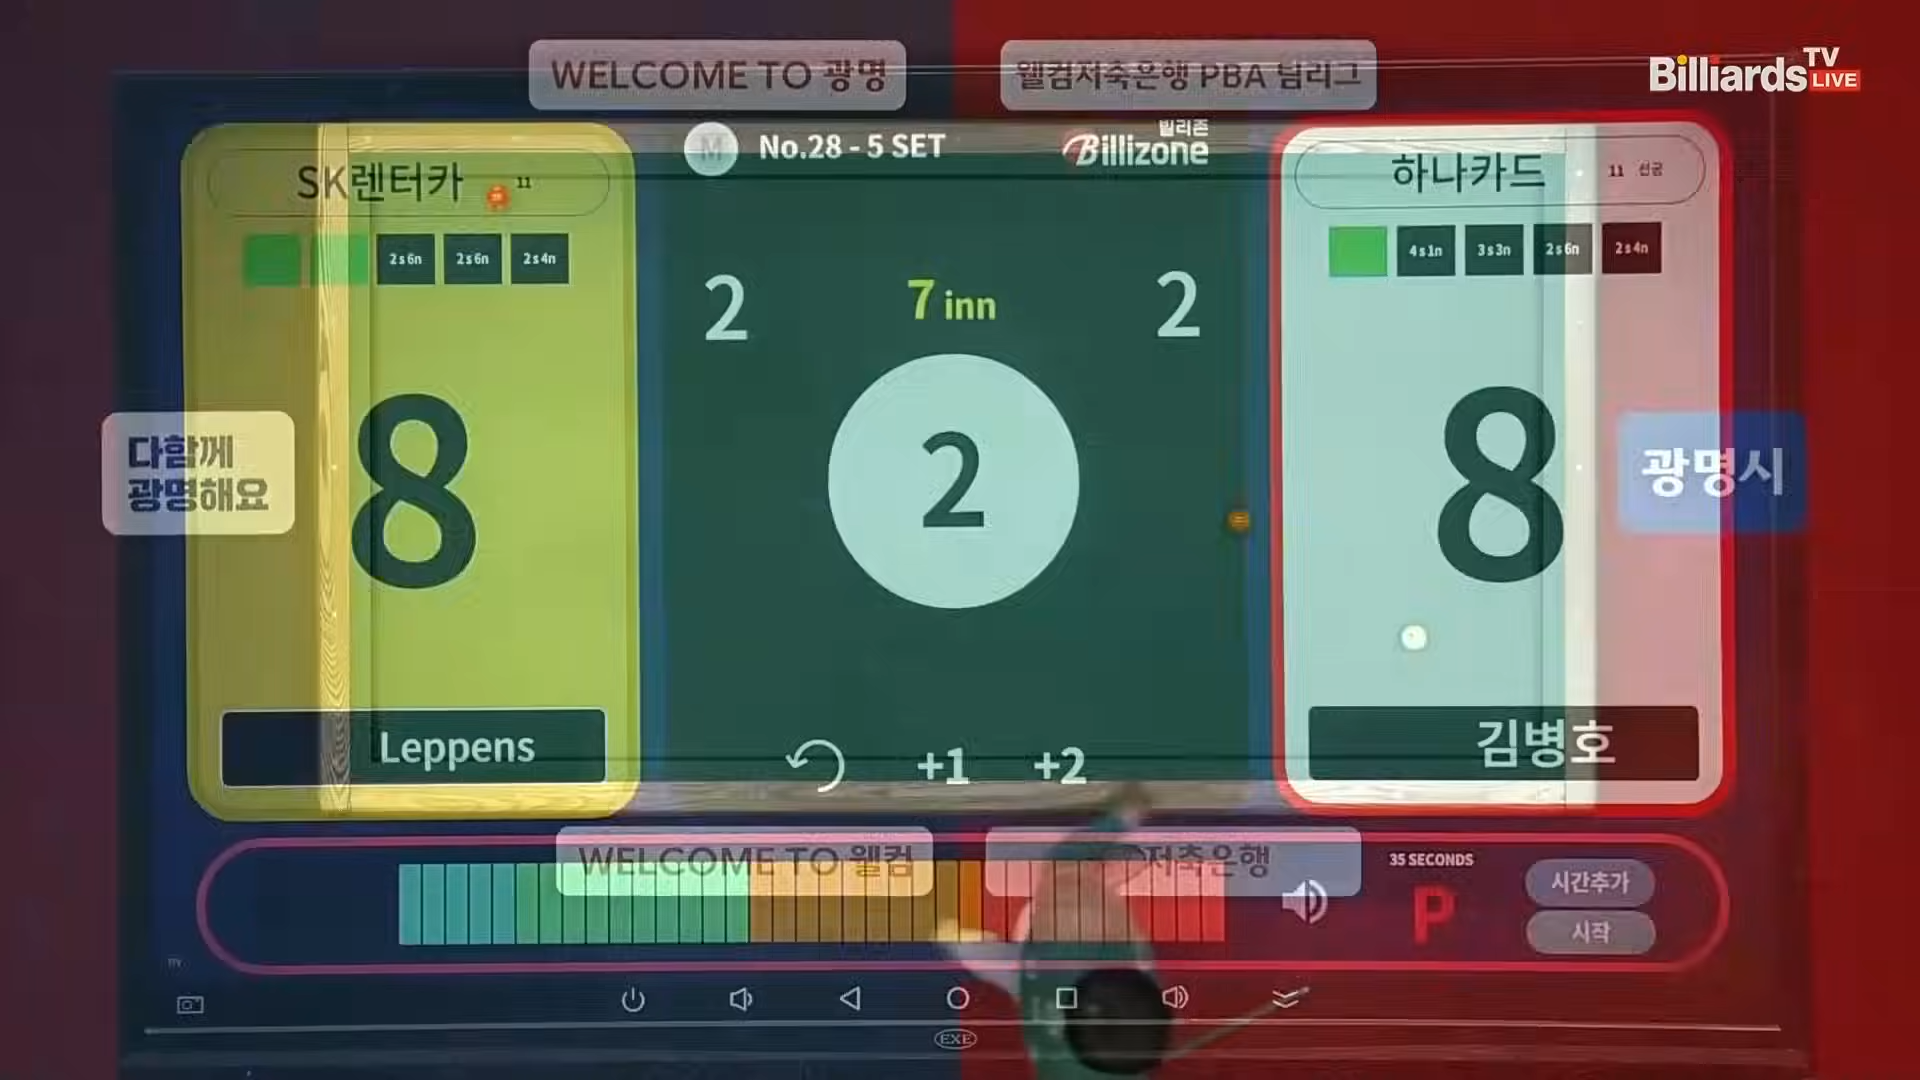 WELCOME TO 광명
웰컴저축은행 PBA 팀리그
Billiards TV LIVE
M No.28 - 5 SET
빌리존
Billizone
SK렌터카 11
하나카드 11 선공
2s6n 2s6n 2s4n
4s1n 3s3n 2s6n 2s4n
2 7 inn 2
8 2 8
다함께
광명해요
광명시
Leppens
김병호
+1 +2
WELCOME TO 웰컴
저축은행
35 SECONDS
P
시간추가
시작
EXE